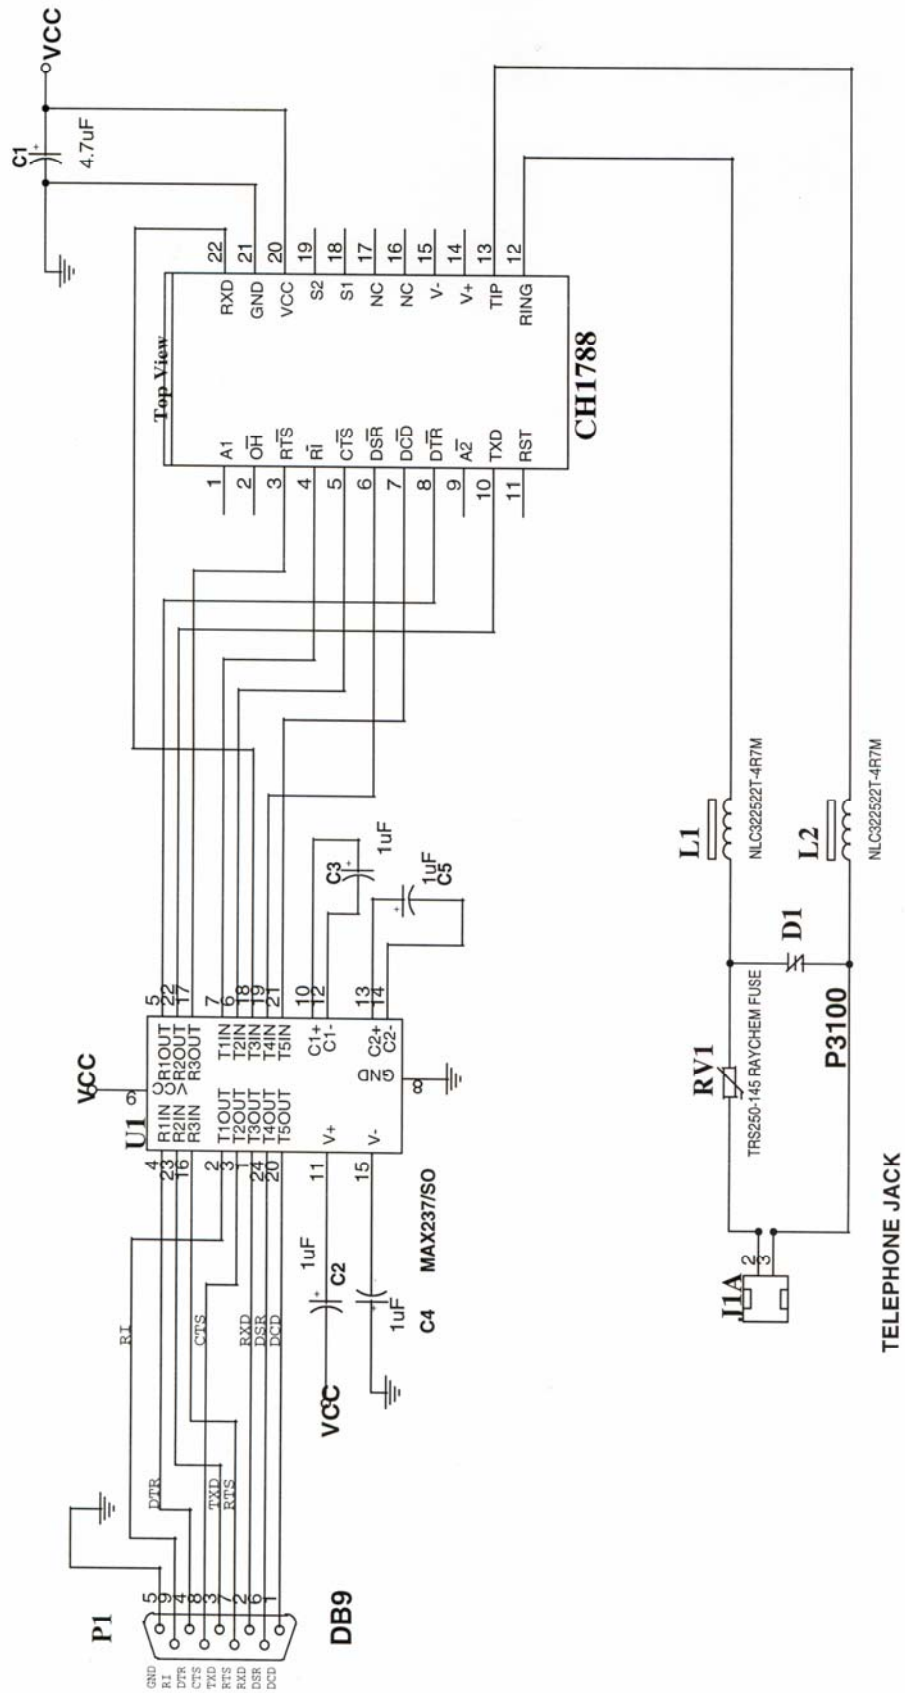 P1
DB9
GND
RI
DTR
CTS
TXD
RTS
RXD
DSR
DCD
5
9
4
8
3
7
2
6
1
RI
DTR
CTS
TXD
RTS
RXD
DSR
DCD
VCC
U1
9
4
23
16
2
3
1
24
20
R1IN
R2IN
R3IN
T1OUT
T2OUT
T3OUT
T4OUT
T5OUT
V+
V-
11
15
R1OUT
R2OUT
R3OUT
T1IN
T2IN
T3IN
T4IN
T5IN
C1+
C1-
C2+
C2-
GND
8
5
22
17
7
6
18
19
21
10
12
13
14
MAX237/SO
1uF
C2
1uF
C4
VCC
C3
1uF
1uF
C5
Top View
1 A1
2 OH
3 RTS
4 RI
5 CTS
6 DSR
7 DCD
8 DTR
9 A2
10 TXD
11 RST
RXD 22
GND 21
VCC 20
S2 19
S1 18
NC 17
NC 16
V- 15
V+ 14
TIP 13
RING 12
CH1788
C1
4.7uF
VCC
J1A
2
3
TELEPHONE JACK
RV1
TRS250-145 RAYCHEM FUSE
D1
P3100
L1
NLC322522T-4R7M
L2
NLC322522T-4R7M